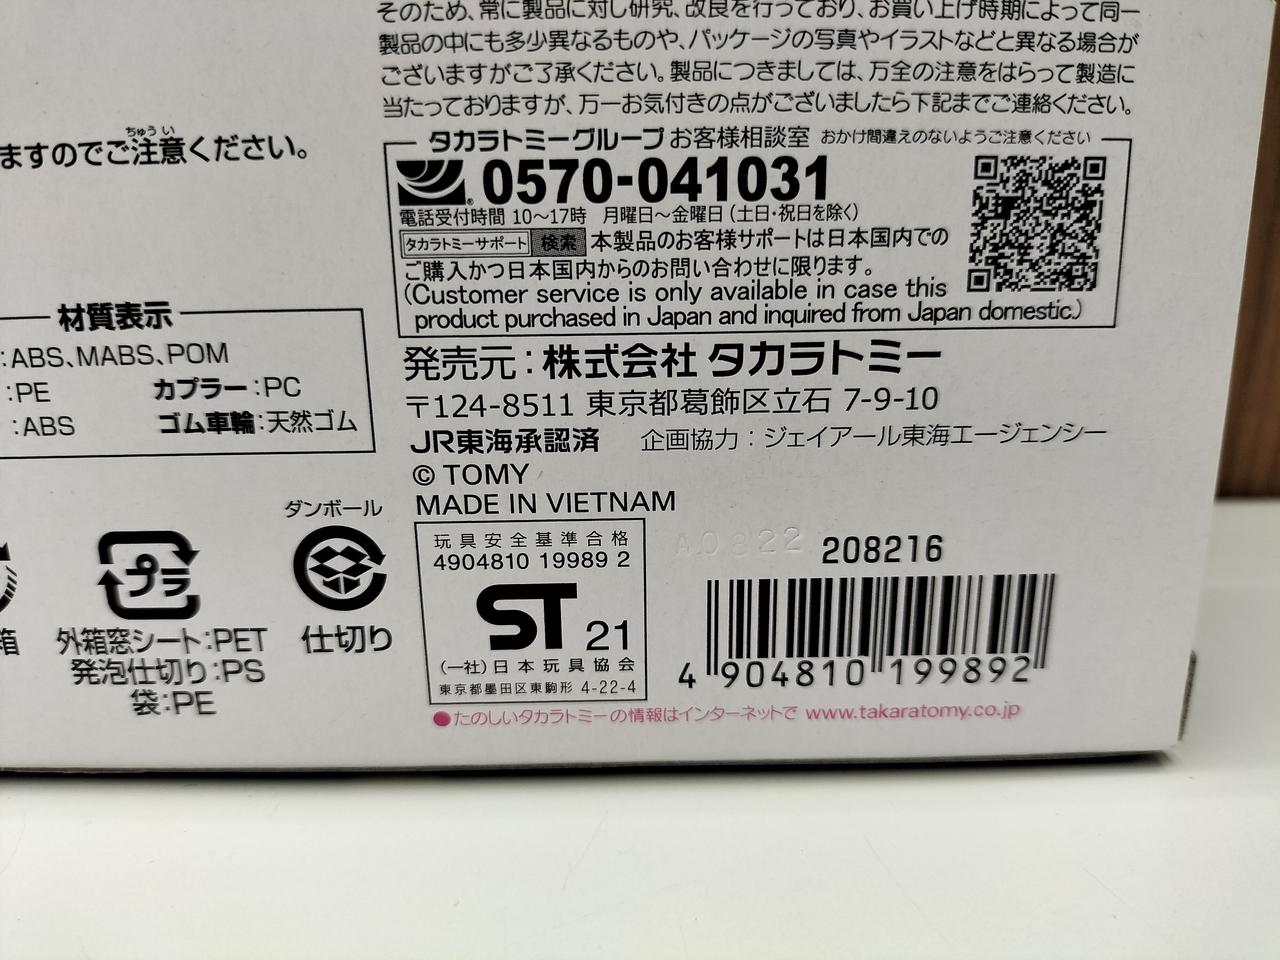 そのため、常に製品に対し研究、改良を行っており、お買い上げ時期によって同一
製品の中にも多少異なるものや、パッケージの写真やイラストなどと異なる場合が
ございますがご了承ください。製品につきましては、万全の注意をはらって製造に
当たっておりますが、万一お気付きの点がございましたら下記までご連絡ください。
ちゅうい
ますのでご注意ください。
タカラトミーグループお客様相談室 おかけ間違えのないようご注意ください
0570-041031
電話受付時間 10~17時 月曜日~金曜日(土日・祝日を除く)
タカラトミーサポート 検索 本製品のお客様サポートは日本国内での
ご購入かつ日本国内からのお問い合わせに限ります。
(Customer service is only available in case this
product purchased in Japan and inquired from Japan domestic.)
材質表示
:ABS、MABS、POM
:PE カプラー:PC
:ABS ゴム車輪:天然ゴム
発売元:株式会社 タカラトミー
〒124-8511 東京都葛飾区立石 7-9-10
JR東海承認済 企画協力:ジェイアール東海エージェンシー
© TOMY
MADE IN VIETNAM
箱
プラ
外箱窓シート:PET
発泡仕切り:PS
袋:PE
ダンボール
仕切り
玩具安全基準合格
4904810 19989 2
ST 21
(一社)日本玩具協会
東京都墨田区東駒形 4-22-4
208216
4 904810 199892
●たのしいタカラトミーの情報はインターネットで www.takaratomy.co.jp